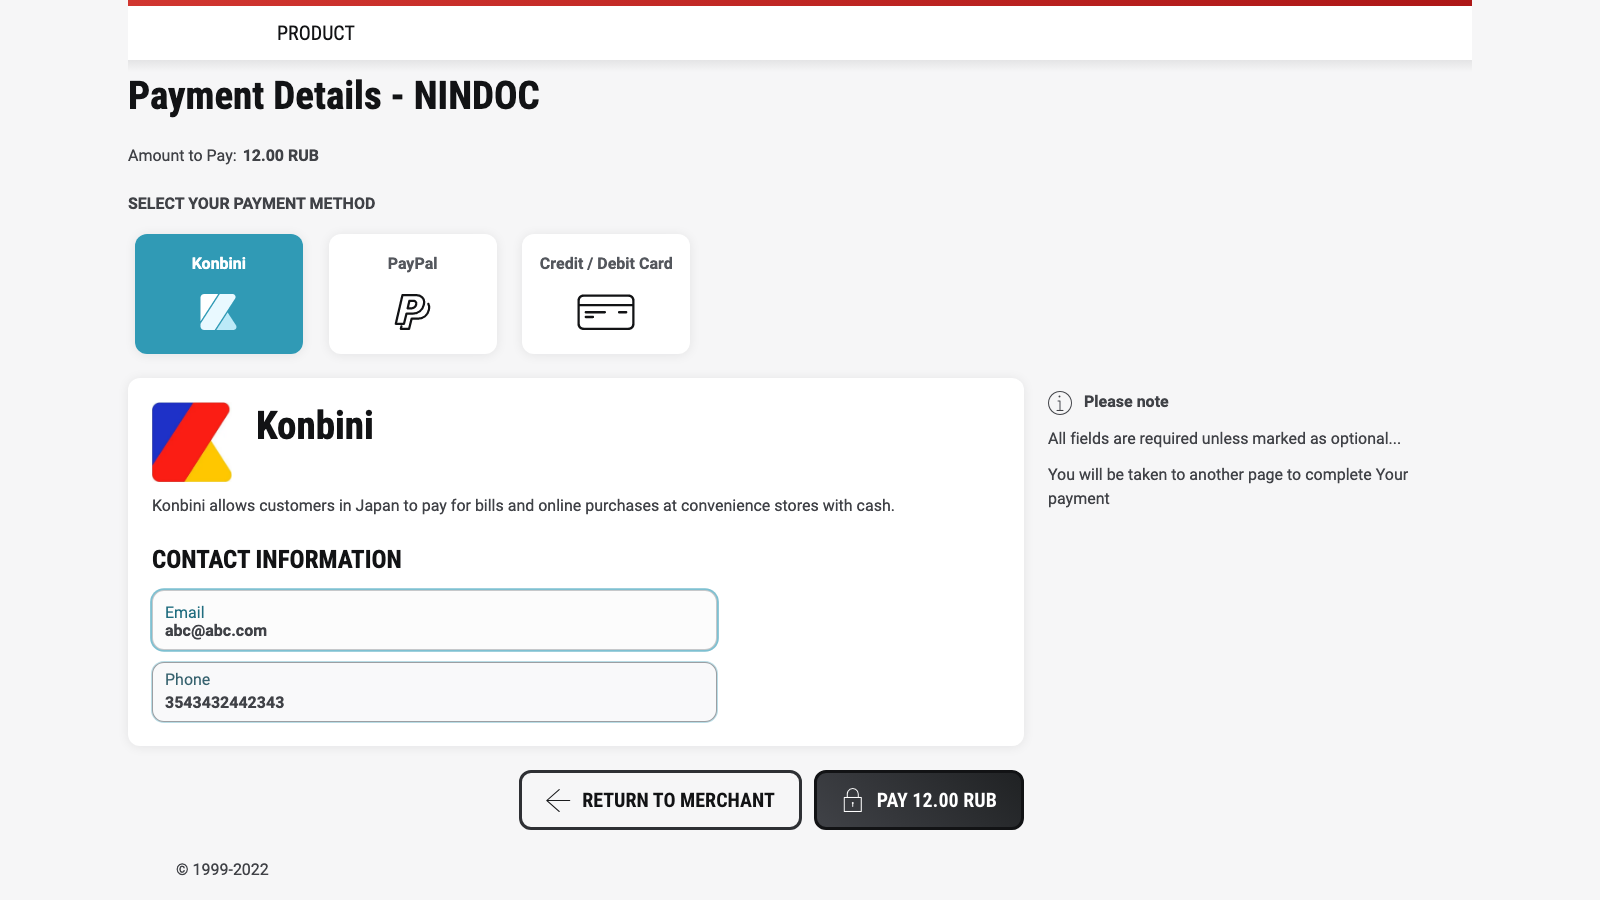 PRODUCT
Payment Details - NINDOC
Amount to Pay: 12.00 RUB
SELECT YOUR PAYMENT METHOD
Konbini
PayPal
Credit / Debit Card
Konbini
Konbini allows customers in Japan to pay for bills and online purchases at convenience stores with cash.
CONTACT INFORMATION
Email
abc@abc.com
Phone
3543432442343
Please note
All fields are required unless marked as optional...
You will be taken to another page to complete Your
payment
RETURN TO MERCHANT
PAY 12.00 RUB
© 1999-2022